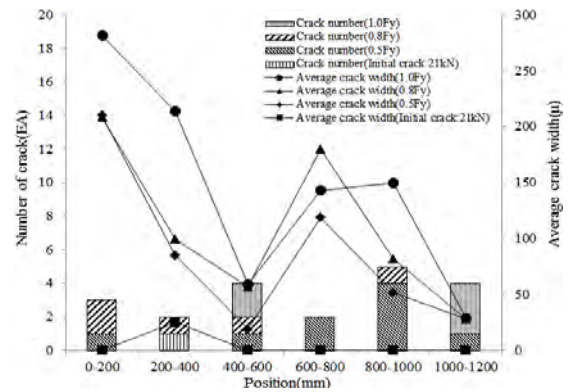 20
18
16
14
12
10
8
6
4
2
0
Number of crack(EA)
Crack number(1.0Fy)
Crack number(0.8Fy)
Crack number(0.5Fy)
Crack number(Initial crack 21kN)
Average crack width(1.0Fy)
Average crack width(0.8Fy)
Average crack width(0.5Fy)
Average crack width(Initial crack:21kN)
300
250
200
150
100
50
0
Average crack width(μ)
0-200 200-400 400-600 600-800 800-1000 1000-1200
Position(mm)